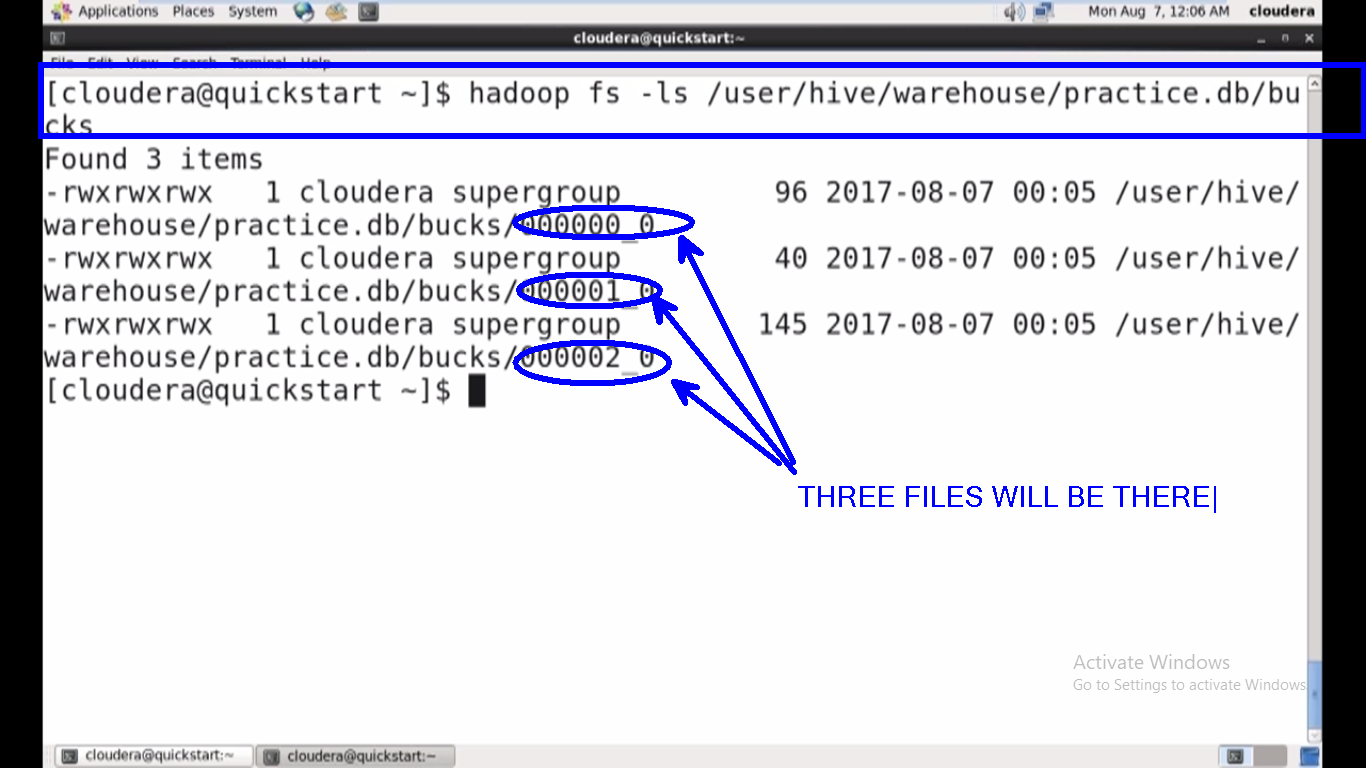 Applications Places System Mon Aug 7, 12:06 AM cloudera
cloudera@quickstart:~
File Edit View Search Terminal Help
[cloudera@quickstart ~]$ hadoop fs -ls /user/hive/warehouse/practice.db/bu
cks
Found 3 items
-rwxrwxrwx 1 cloudera supergroup 96 2017-08-07 00:05 /user/hive/
warehouse/practice.db/bucks/000000_0
-rwxrwxrwx 1 cloudera supergroup 40 2017-08-07 00:05 /user/hive/
warehouse/practice.db/bucks/000001_0
-rwxrwxrwx 1 cloudera supergroup 145 2017-08-07 00:05 /user/hive/
warehouse/practice.db/bucks/000002_0
[cloudera@quickstart ~]$
THREE FILES WILL BE THERE
Activate Windows
Go to Settings to activate Windows
cloudera@quickstart:~ cloudera@quickstart:~